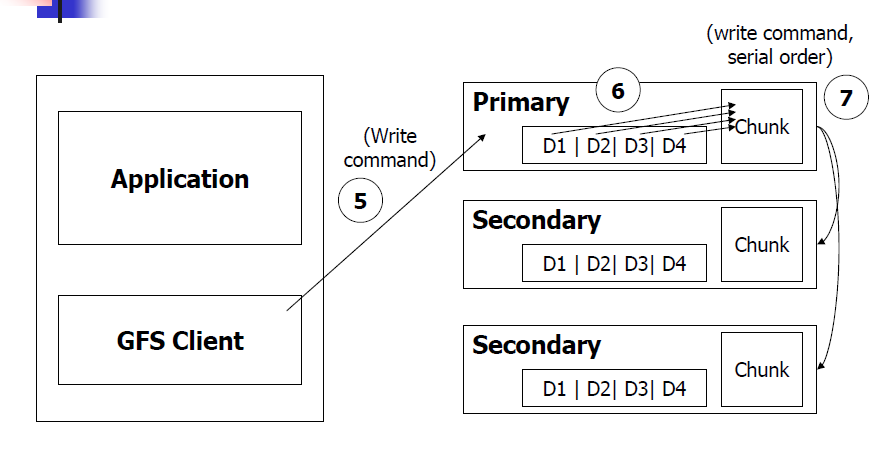 (write command,
serial order)
7
Primary
6
D1 | D2| D3| D4
Chunk
(Write
command)
5
Application
GFS Client
Secondary
D1 | D2| D3| D4
Chunk
Secondary
D1 | D2| D3| D4
Chunk